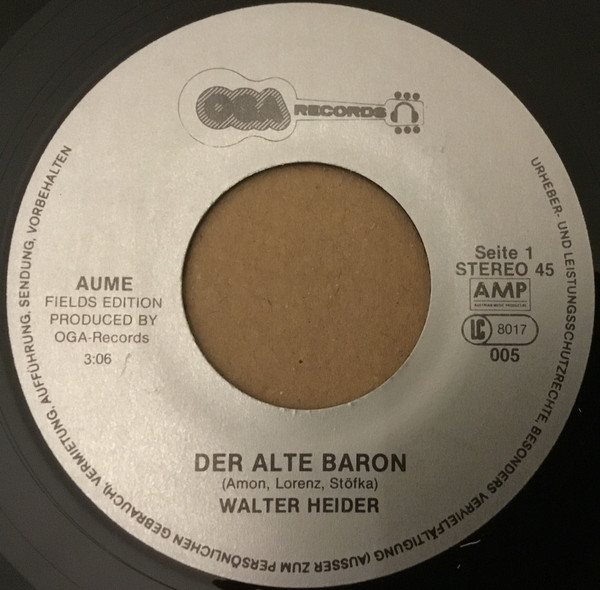 OGA RECORDS
URHEBER- UND LEISTUNGSSCHUTZRECHTE, BESONDERS VERVIELFÄLTIGUNG (AUSSER ZUM PERSÖNLICHEN GEBRAUCH), VERMIETUNG, AUFFÜHRUNG, SENDUNG, VORBEHALTEN
AUME
FIELDS EDITION
PRODUCED BY
OGA-Records
3:06
Seite 1
STEREO 45
AMP
LC 8017
005
DER ALTE BARON
(Amon, Lorenz, Stöfka)
WALTER HEIDER